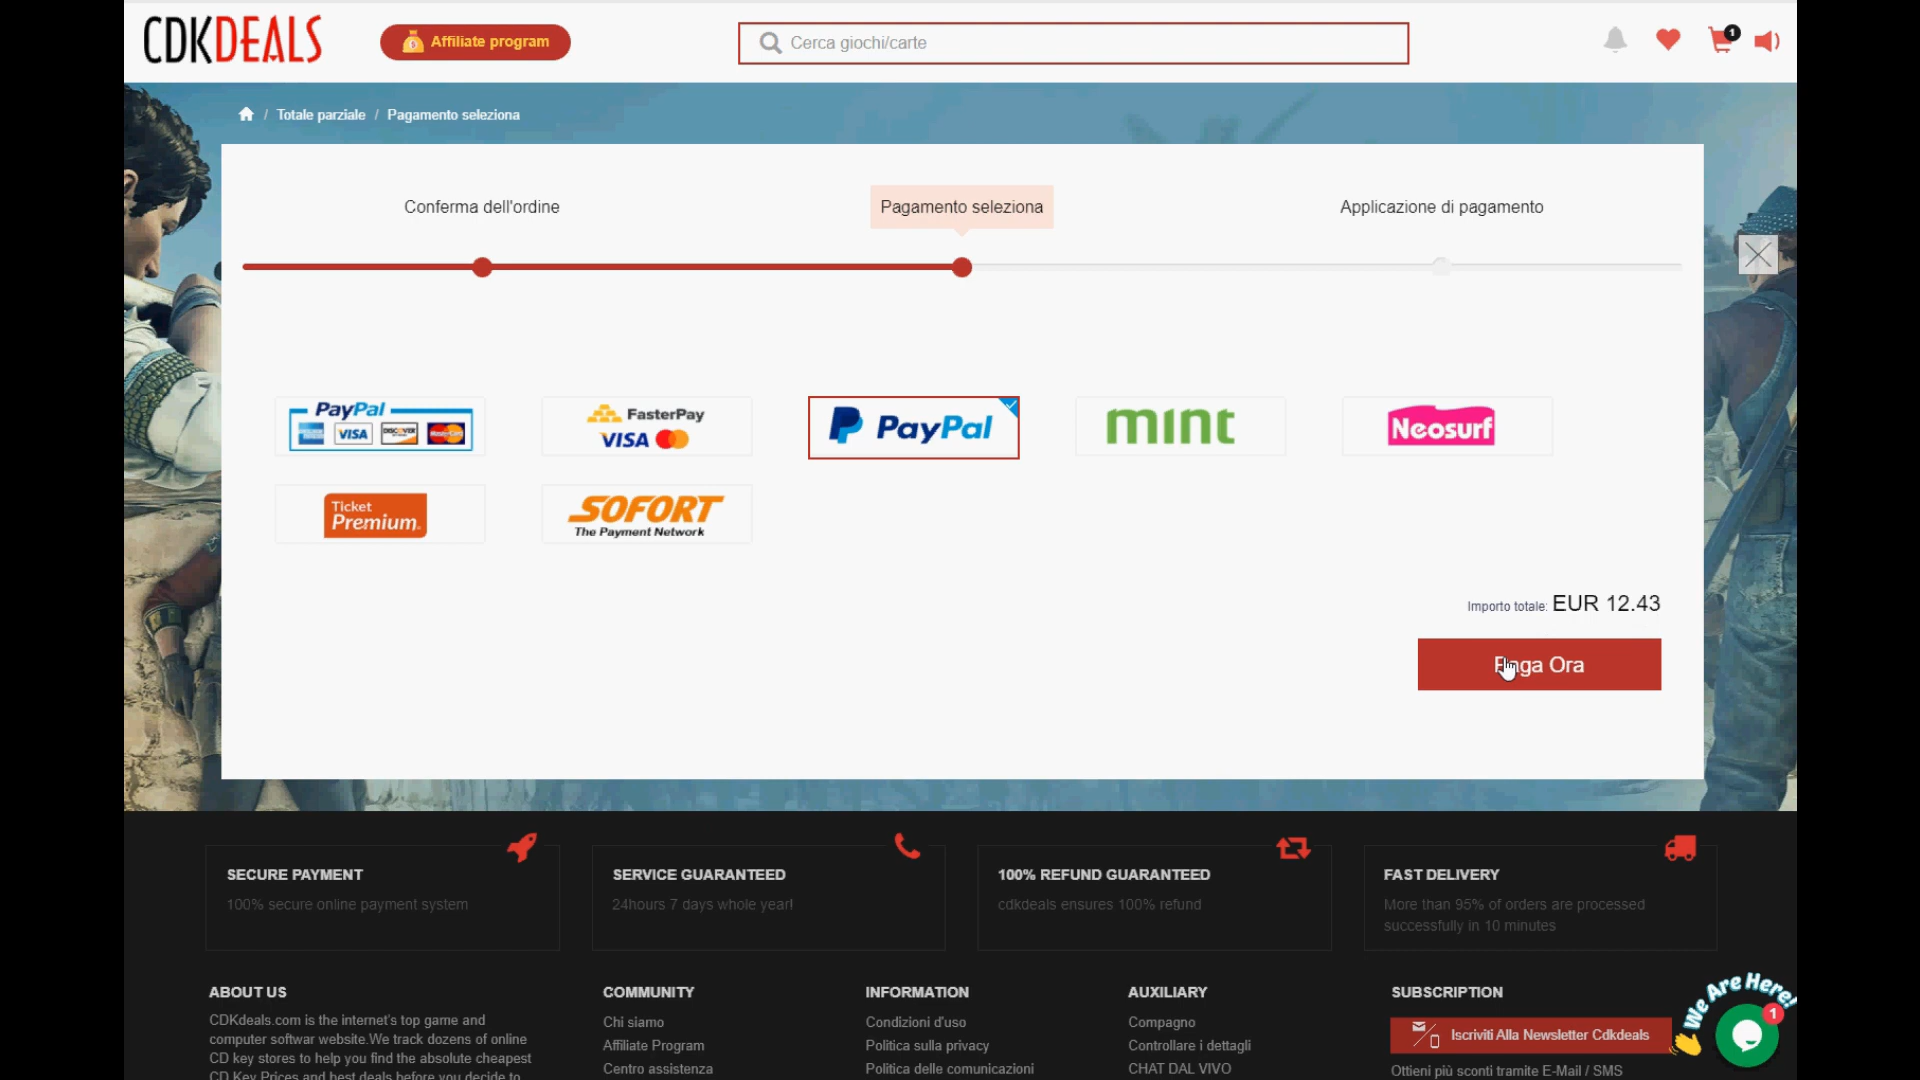 CDKDEALS
Affiliate program
Cerca giochi/carte
1
/ Totale parziale / Pagamento seleziona
Conferma dell'ordine
Pagamento seleziona
Applicazione di pagamento
PayPal
VISA
DISCOVER
FasterPay
VISA
PayPal
mint
Neosurf
Ticket
Premium
SOFORT
The Payment Network
Importo totale: EUR 12.43
Paga Ora
SECURE PAYMENT
100% secure online payment system
SERVICE GUARANTEED
24hours 7 days whole year!
100% REFUND GUARANTEED
cdkdeals ensures 100% refund
FAST DELIVERY
More than 95% of orders are processed
successfully in 10 minutes
ABOUT US
CDKdeals.com is the internet's top game and
computer softwar website.We track dozens of online
CD key stores to help you find the absolute cheapest
CD Key Prices and best deals before you decide to
COMMUNITY
Chi siamo
Affiliate Program
Centro assistenza
INFORMATION
Condizioni d'uso
Politica sulla privacy
Politica delle comunicazioni
AUXILIARY
Compagno
Controllare i dettagli
CHAT DAL VIVO
SUBSCRIPTION
Iscriviti Alla Newsletter Cdkdeals
Ottieni più sconti tramite E-Mail / SMS
We Are Here!
1